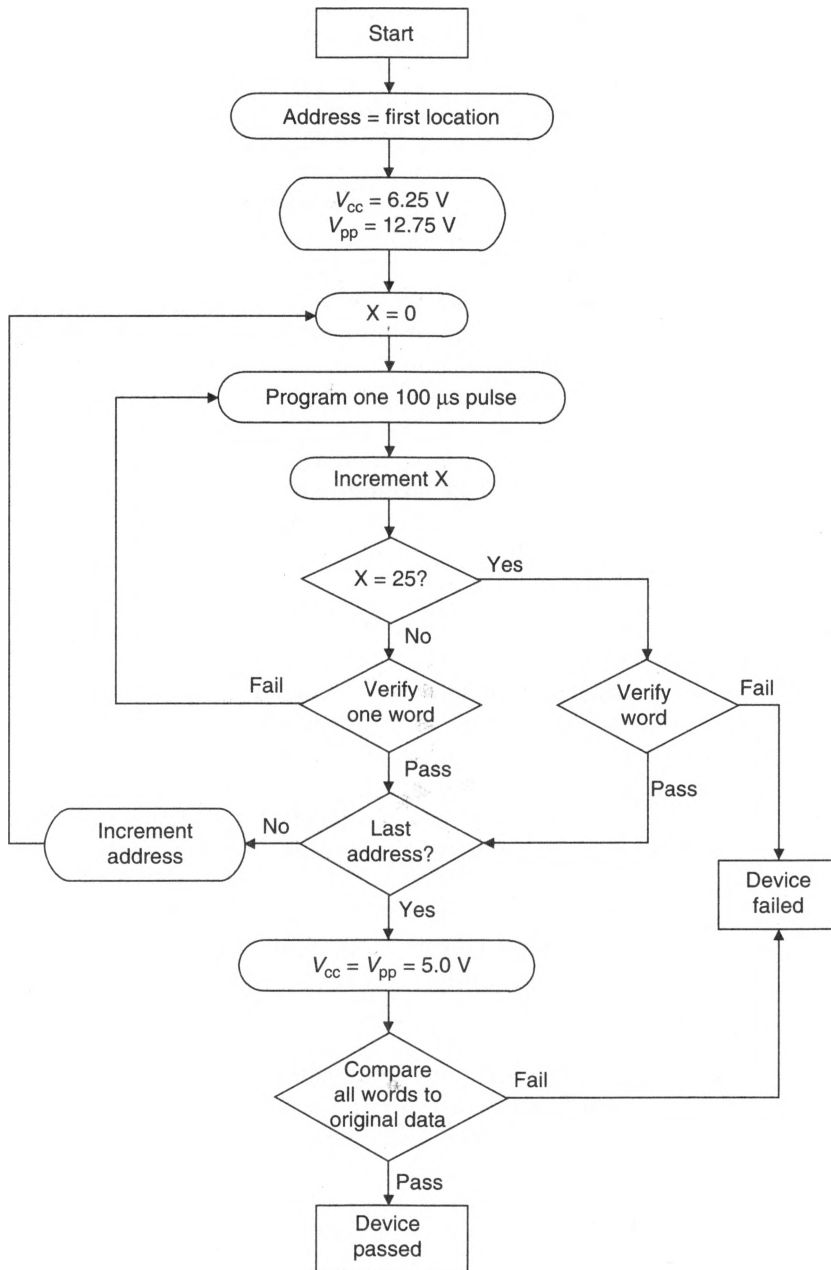 Start
Address = first location
Vcc = 6.25 V
Vpp = 12.75 V
X = 0
Program one 100 μs pulse
Increment X
X = 25?
Yes
No
Fail
Verify
one word
Verify
word
Fail
Pass
Pass
Increment
address
No
Last
address?
Device
failed
Yes
Vcc = Vpp = 5.0 V
Compare
all words to
original data
Fail
Pass
Device
passed